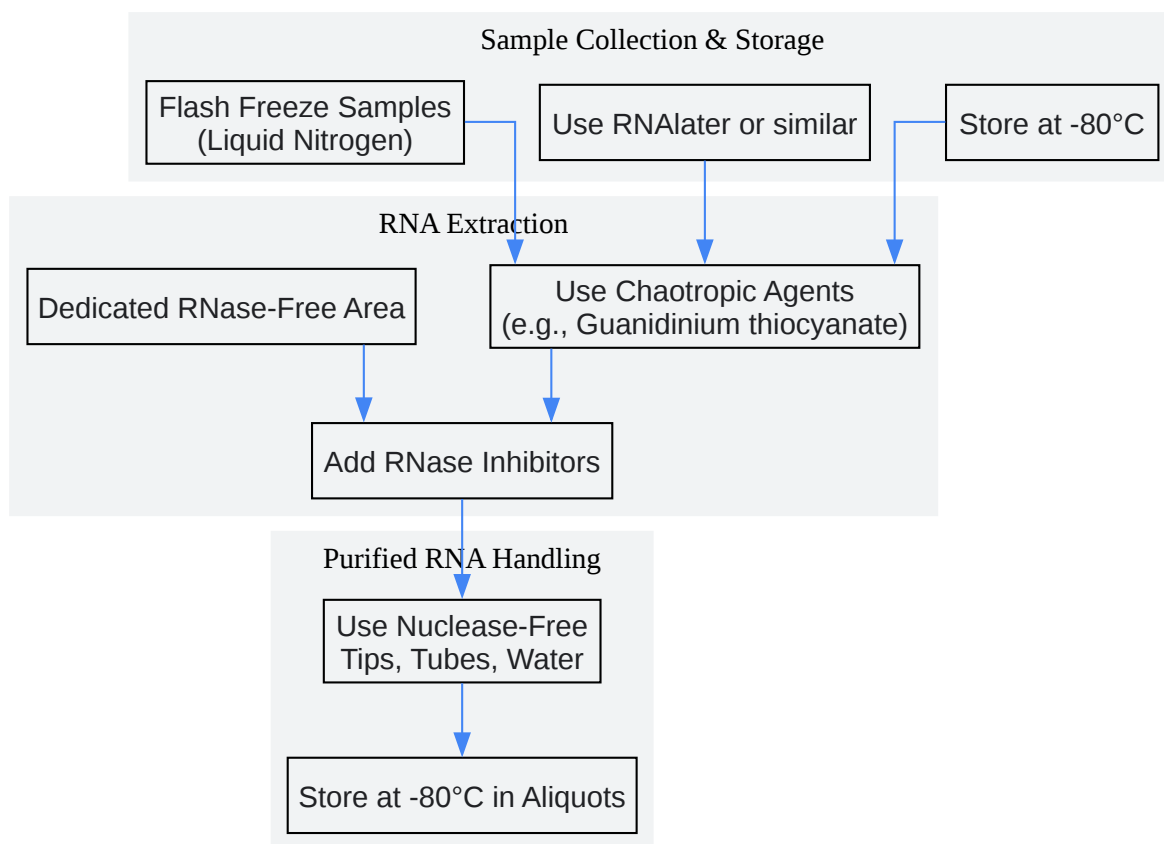 Sample Collection & Storage
Flash Freeze Samples
(Liquid Nitrogen)
Use RNAlater or similar
Store at -80°C
RNA Extraction
Dedicated RNase-Free Area
Use Chaotropic Agents
(e.g., Guanidinium thiocyanate)
Add RNase Inhibitors
Purified RNA Handling
Use Nuclease-Free
Tips, Tubes, Water
Store at -80°C in Aliquots